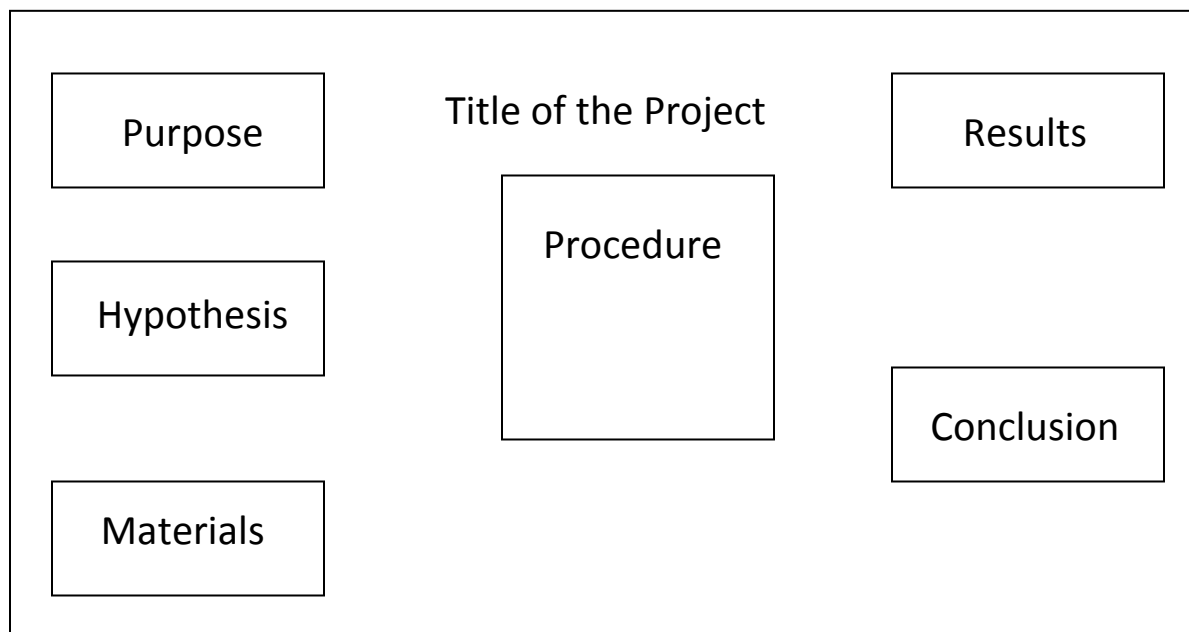 Title of the Project
Purpose
Hypothesis
Materials
Procedure
Results
Conclusion